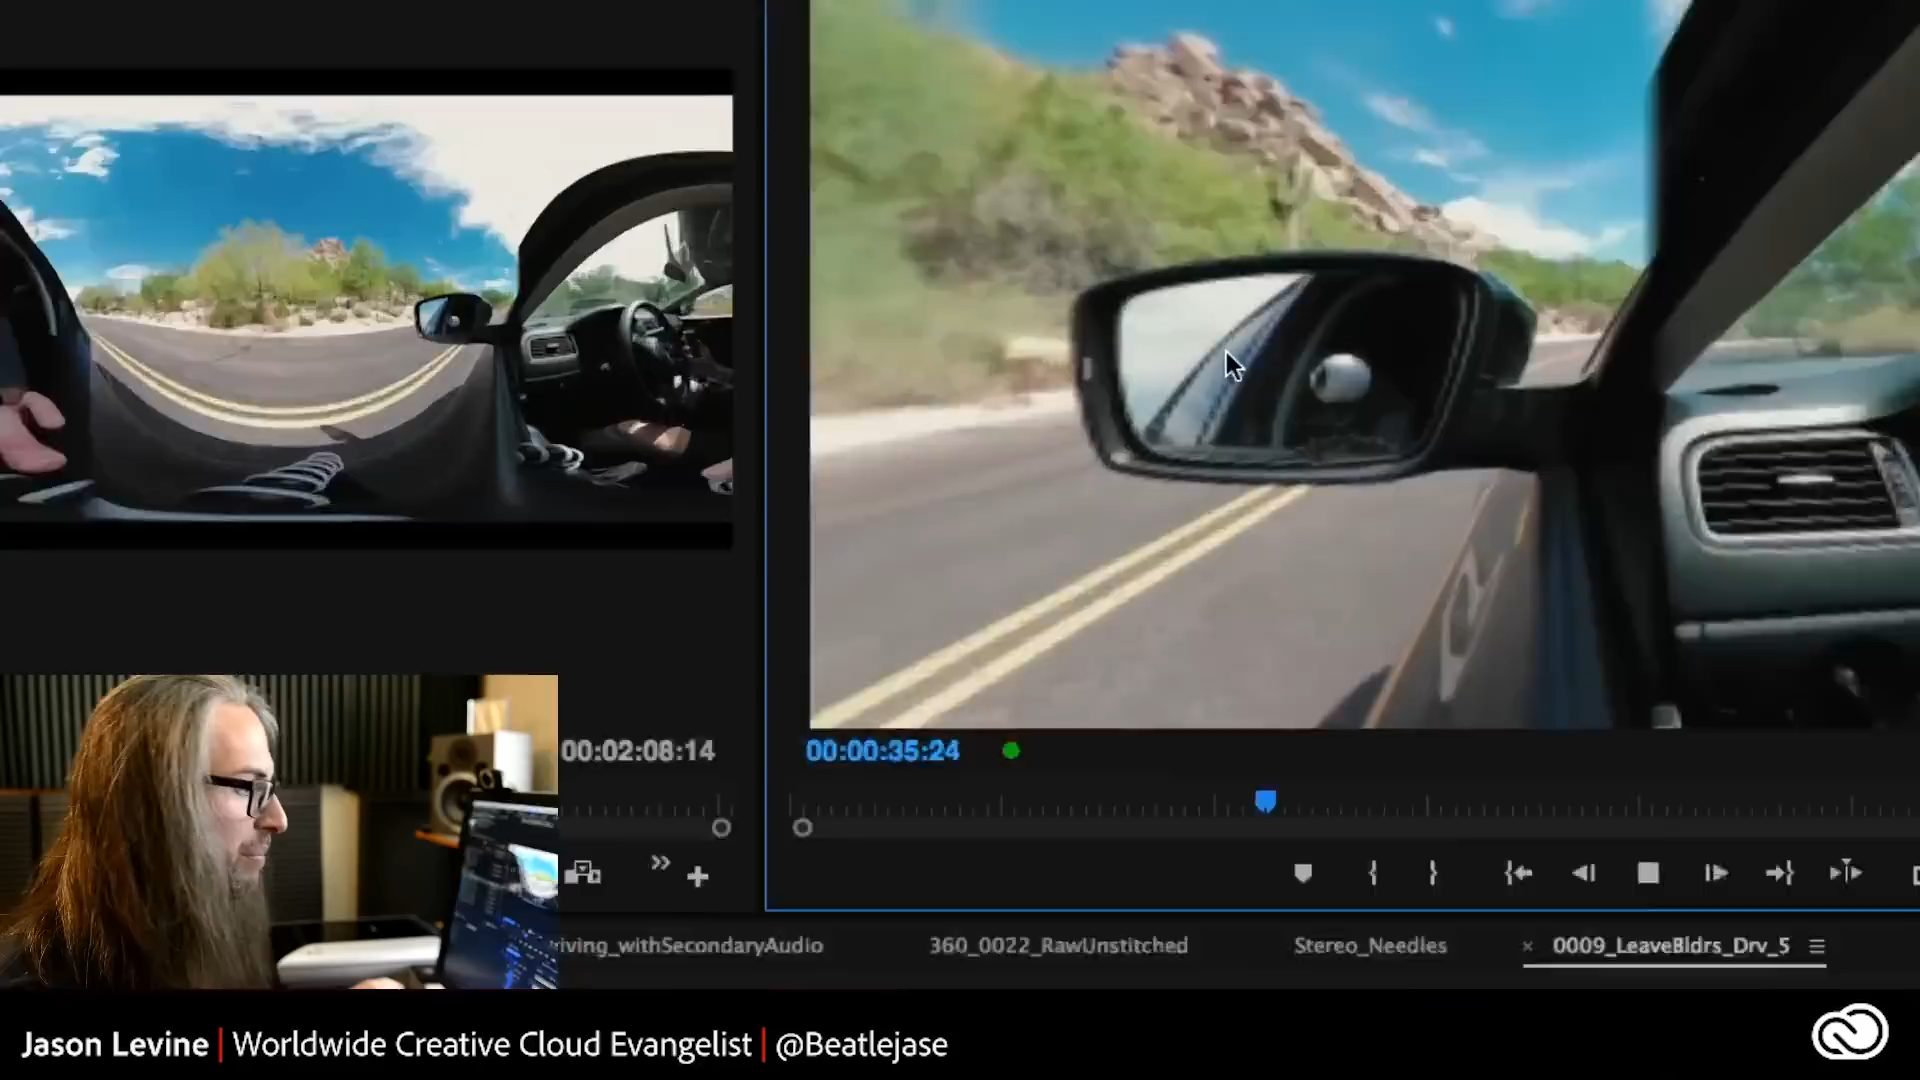 00:02:08:14
00:00:35:24
iving_withSecondaryAudio
360_0022_RawUnstitched
Stereo_Needles
× 0009_LeaveBldrs_Drv_5
Jason Levine | Worldwide Creative Cloud Evangelist | @Beatlejase